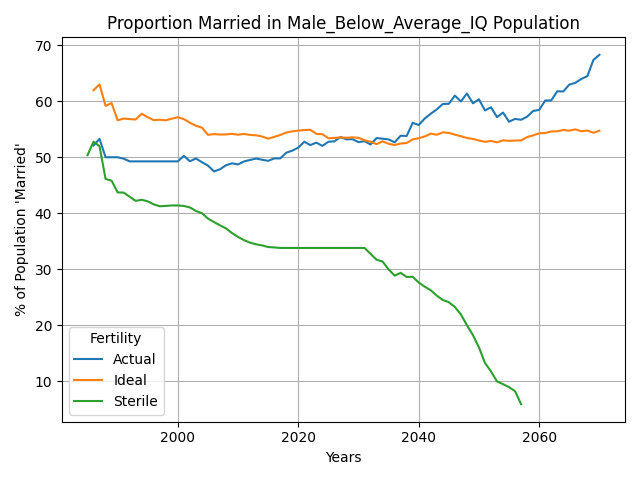 Proportion Married in Male_Below_Average_IQ Population
% of Population 'Married'
70
60
50
40
30
20
10
Fertility
Actual
Ideal
Sterile
2000 2020 2040 2060
Years